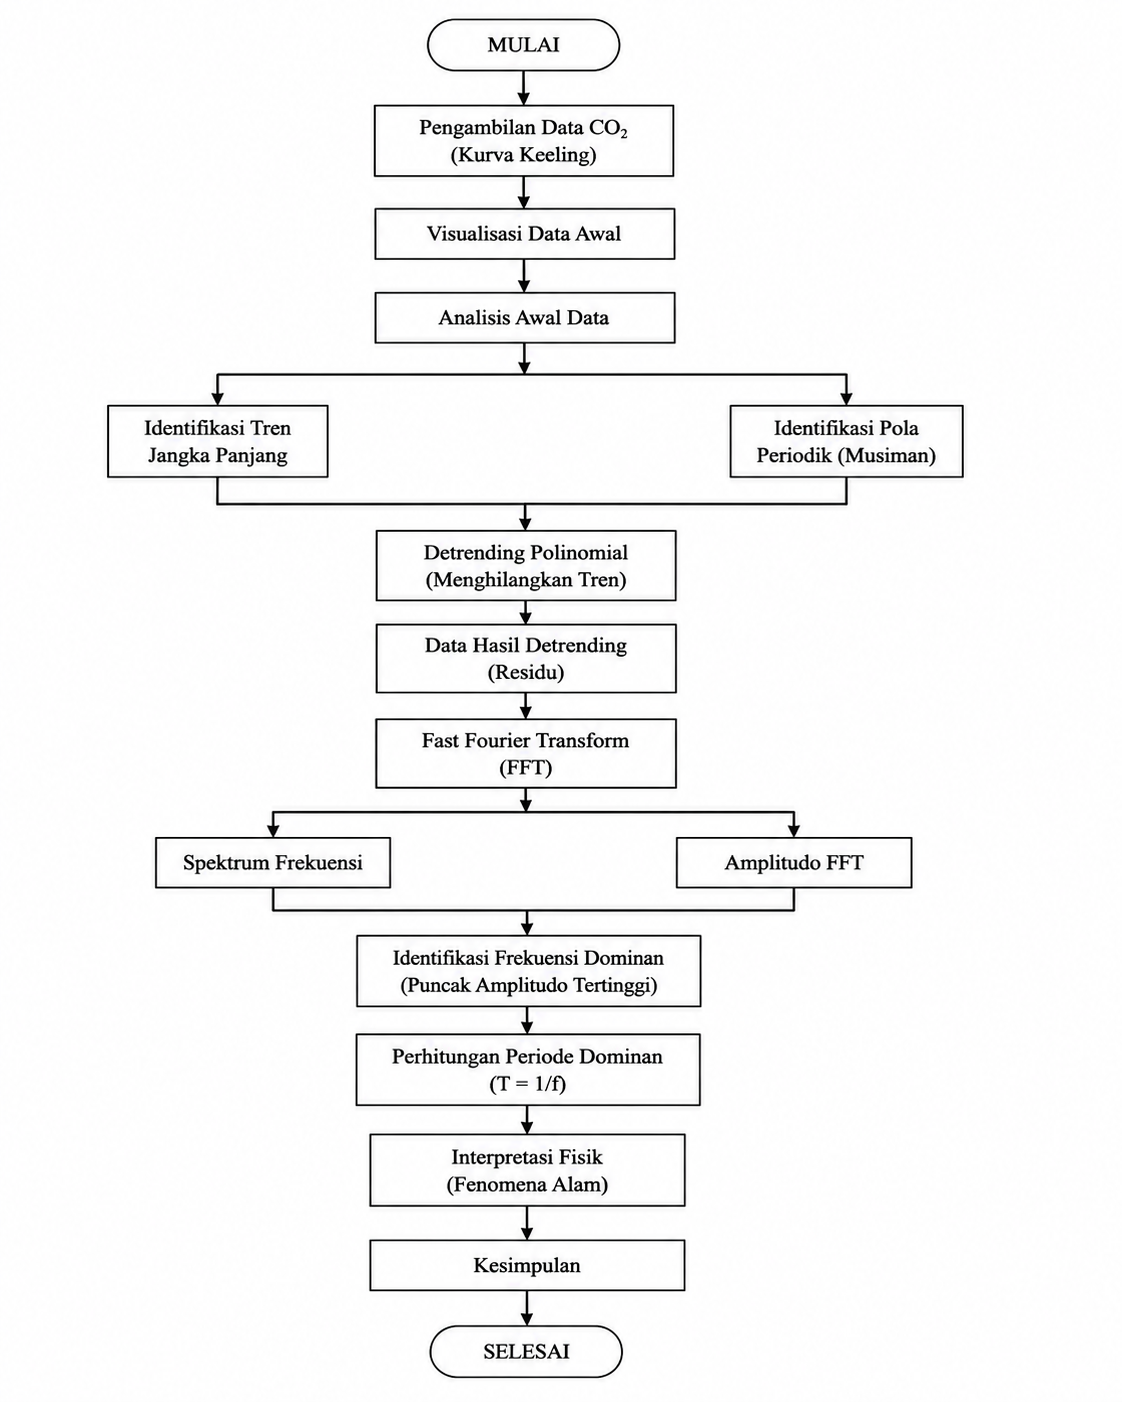 MULAI
Pengambilan Data CO₂
(Kurva Keeling)
Visualisasi Data Awal
Analisis Awal Data
Identifikasi Tren
Jangka Panjang
Identifikasi Pola
Periodik (Musiman)
Detrending Polinomial
(Menghilangkan Tren)
Data Hasil Detrending
(Residu)
Fast Fourier Transform
(FFT)
Spektrum Frekuensi
Amplitudo FFT
Identifikasi Frekuensi Dominan
(Puncak Amplitudo Tertinggi)
Perhitungan Periode Dominan
(T = 1/f)
Interpretasi Fisik
(Fenomena Alam)
Kesimpulan
SELESAI